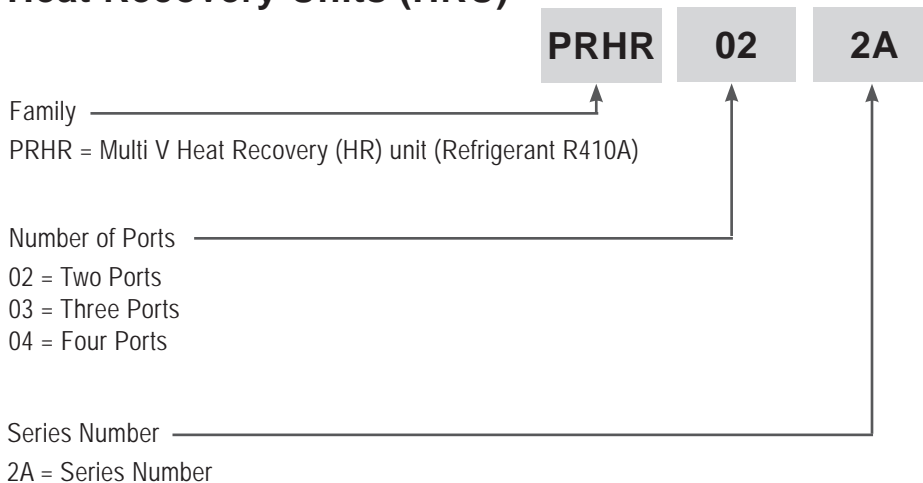 Heat Recovery Units (HRU)
PRHR 02 2A
Family
PRHR = Multi V Heat Recovery (HR) unit (Refrigerant R410A)
Number of Ports
02 = Two Ports
03 = Three Ports
04 = Four Ports
Series Number
2A = Series Number